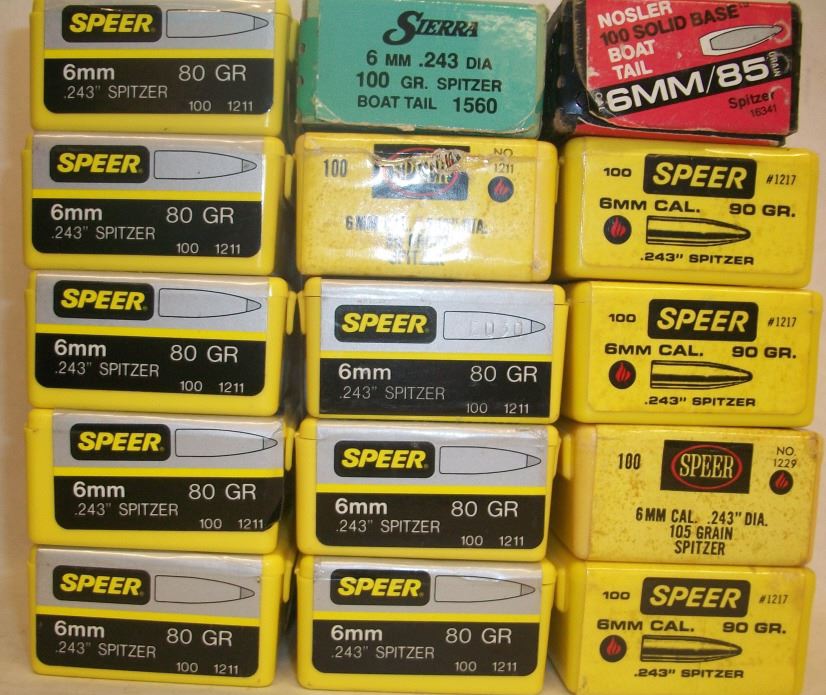 SPEER
6mm 80 GR
.243" SPITZER
100 1211
SIERRA
6 MM .243 DIA
100 GR. SPITZER
BOAT TAIL 1560
NOSLER
100 SOLID BASE™
BOAT
TAIL
6MM/85 GRAIN
Spitzer
16341
SPEER
6mm 80 GR
.243" SPITZER
100 1211
100
NO.
1211
SPITZER
100 SPEER #1217
6MM CAL. 90 GR.
.243" SPITZER
SPEER
6mm 80 GR
.243" SPITZER
100 1211
SPEER
6mm 80 GR
.243" SPITZER
100 1211
100 SPEER #1217
6MM CAL. 90 GR.
.243" SPITZER
SPEER
6mm 80 GR
.243" SPITZER
100 1211
SPEER
6mm 80 GR
.243" SPITZER
100 1211
100 SPEER NO.
1229
6MM CAL. .243" DIA.
105 GRAIN
SPITZER
SPEER
6mm 80 GR
.243" SPITZER
100 1211
SPEER
6mm 80 GR
.243" SPITZER
100 1211
100 SPEER #1217
6MM CAL. 90 GR.
.243" SPITZER